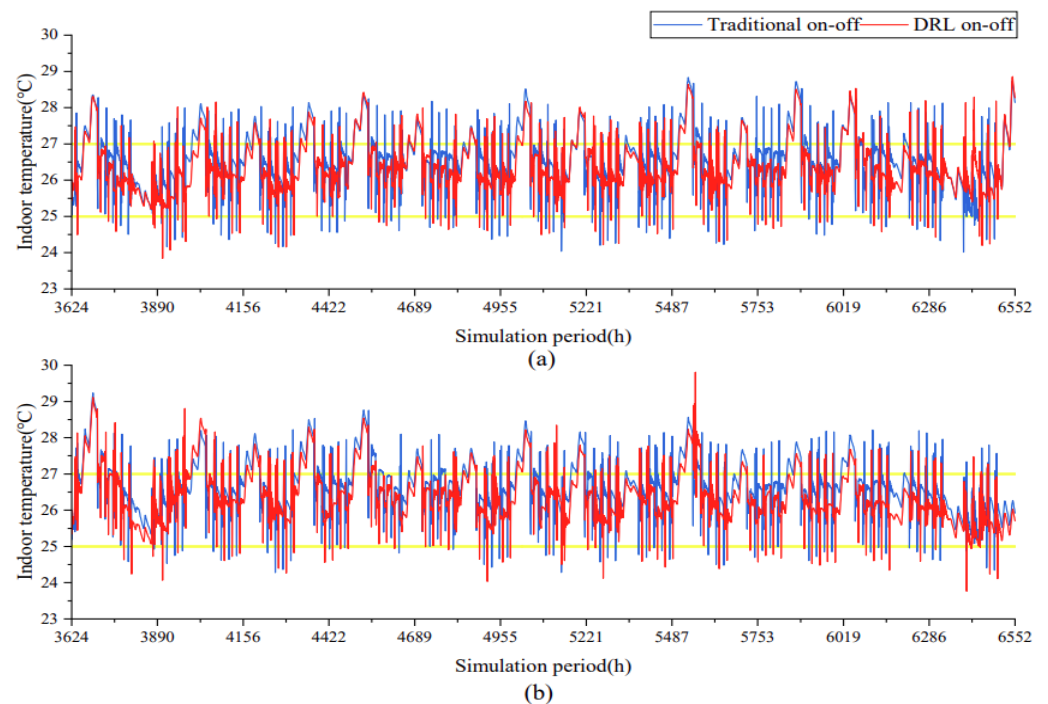 (a)
Traditional on-off DRL on-off
30
29
28
27
26
25
24
23
Indoor temperature(℃)
3624 3890 4156 4422 4689 4955 5221 5487 5753 6019 6286 6552
Simulation period(h)
(a)
30
29
28
27
26
25
24
23
Indoor temperature(℃)
3624 3890 4156 4422 4689 4955 5221 5487 5753 6019 6286 6552
Simulation period(h)
(b)